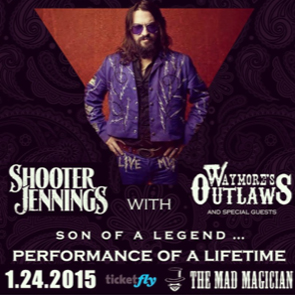 SHOOTER
JENNINGS
WITH
WAYMORE'S
OUTLAWS
AND SPECIAL GUESTS
SON OF A LEGEND ...
PERFORMANCE OF A LIFETIME
1.24.2015
ticketfly
THE MAD MAGICIAN